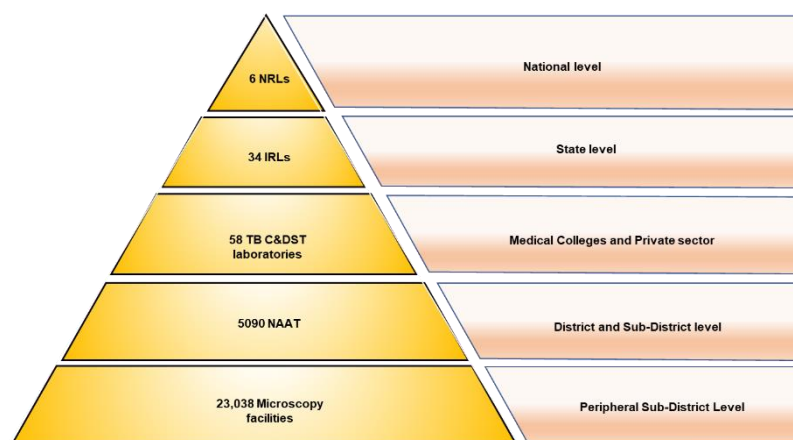 6 NRLs
National level
34 IRLs
State level
58 TB C&DST
laboratories
Medical Colleges and Private sector
5090 NAAT
District and Sub-District level
23,038 Microscopy
facilities
Peripheral Sub-District Level